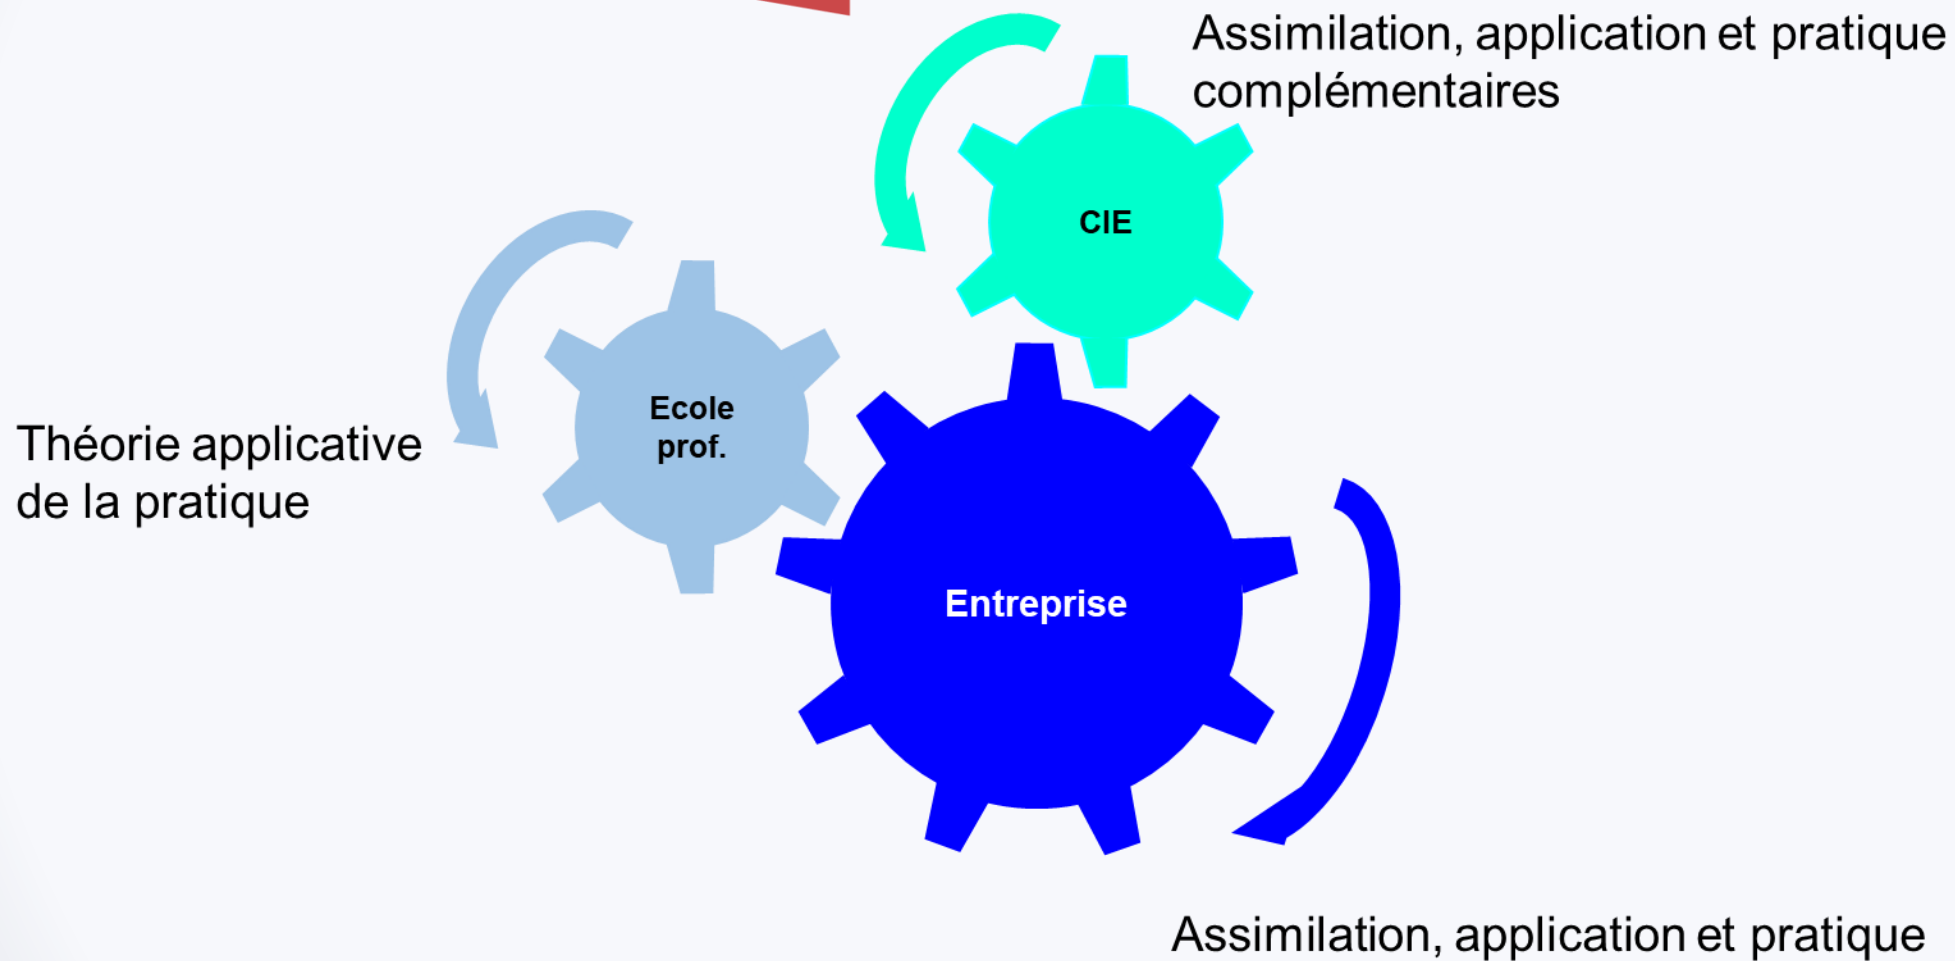 Assimilation, application et pratique
complémentaires
CIE
Ecole
prof.
Théorie applicative
de la pratique
Entreprise
Assimilation, application et pratique